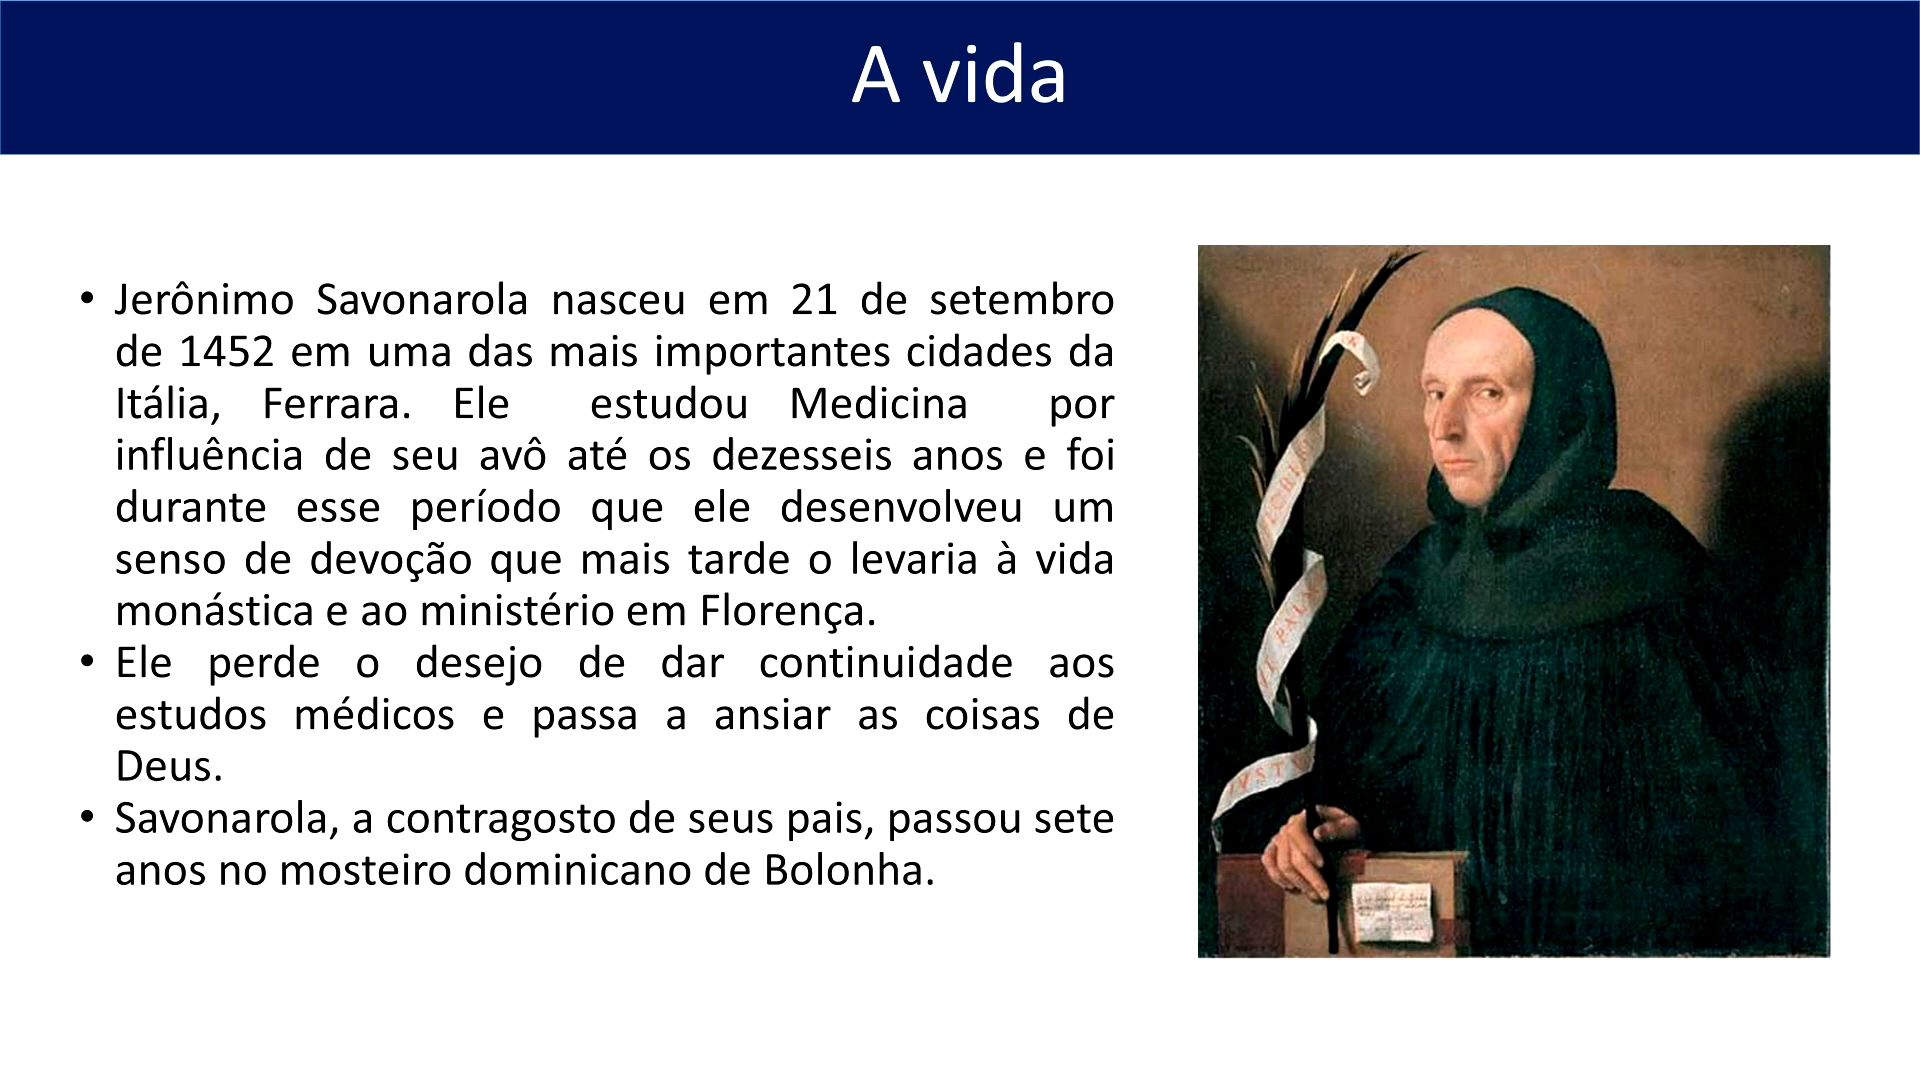 A vida
• Jerônimo Savonarola nasceu em 21 de setembro
de 1452 em uma das mais importantes cidades da
Itália, Ferrara. Ele estudou Medicina por
influência de seu avô até os dezesseis anos e foi
durante esse período que ele desenvolveu um
senso de devoção que mais tarde o levaria à vida
monástica e ao ministério em Florença.
• Ele perde o desejo de dar continuidade aos
estudos médicos e passa a ansiar as coisas de
Deus.
• Savonarola, a contragosto de seus pais, passou sete
anos no mosteiro dominicano de Bolonha.